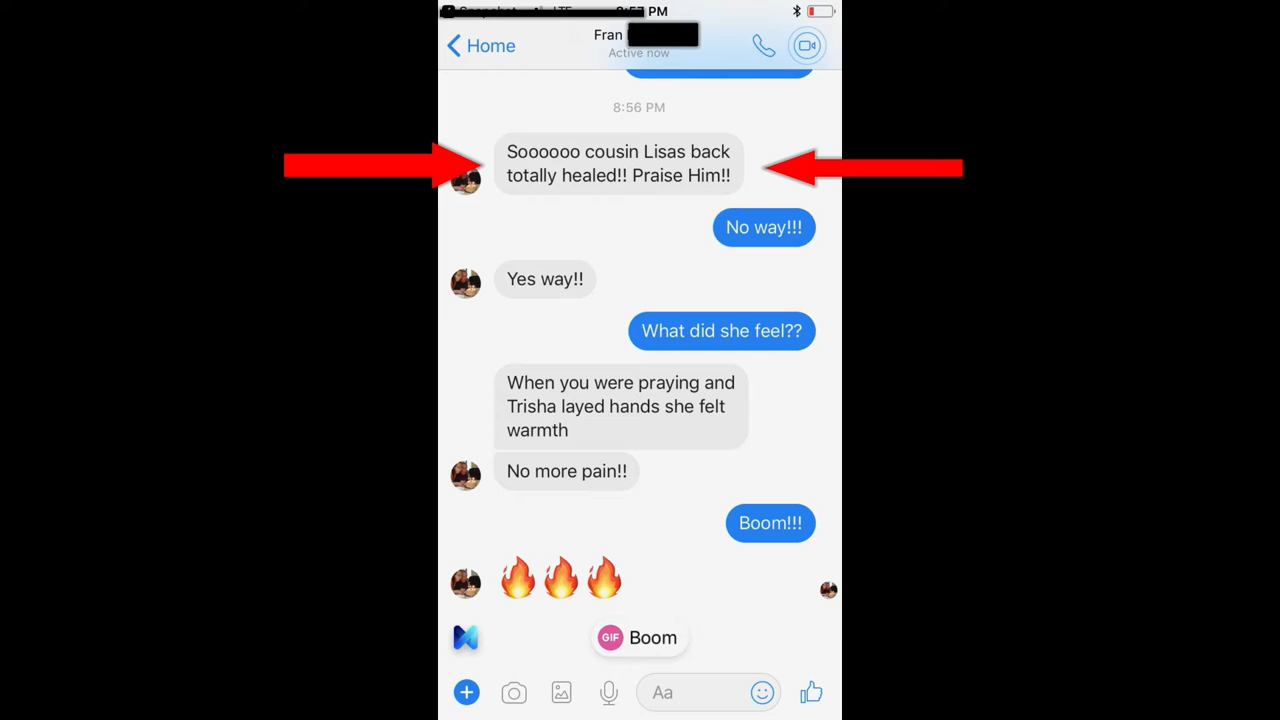 PM
Home
Fran
Active now
8:56 PM
Soooooo cousin Lisas back
totally healed!! Praise Him!!
No way!!!
Yes way!!
What did she feel??
When you were praying and
Trisha layed hands she felt
warmth
No more pain!!
Boom!!!
GIF Boom
Aa